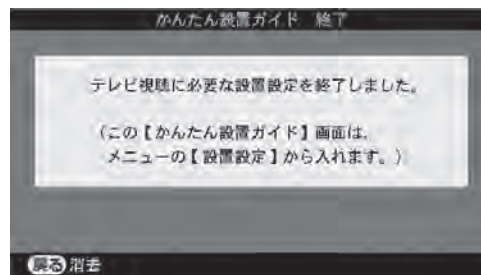 かんたん設置ガイド 終了
テレビ視聴に必要な設置設定を終了しました。
(この【かんたん設置ガイド】画面は、
メニューの【設置設定】から入れます。)
戻る 消去